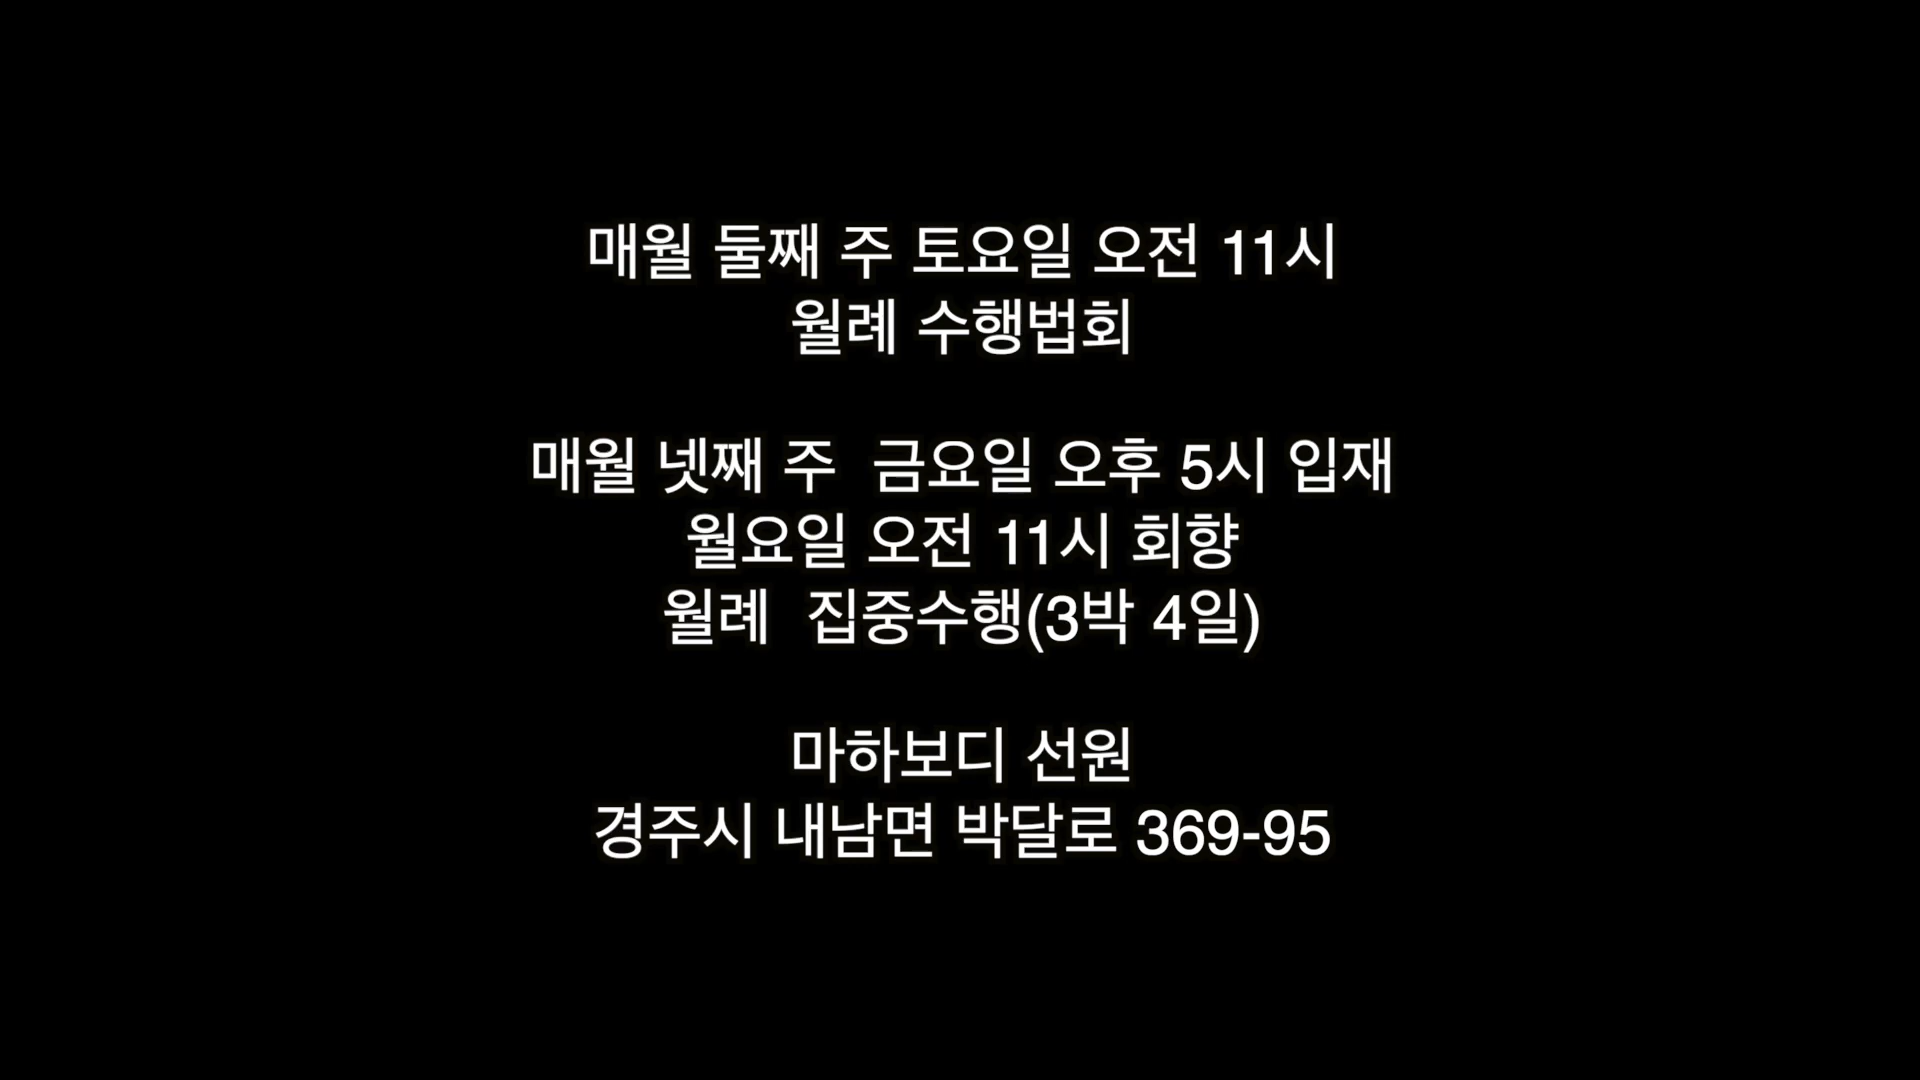 매월 둘째 주 토요일 오전 11시
월례 수행법회
매월 넷째 주  금요일 오후 5시 입재
월요일 오전 11시 회향
월례  집중수행(3박 4일)
마하보디 선원
경주시 내남면 박달로 369-95